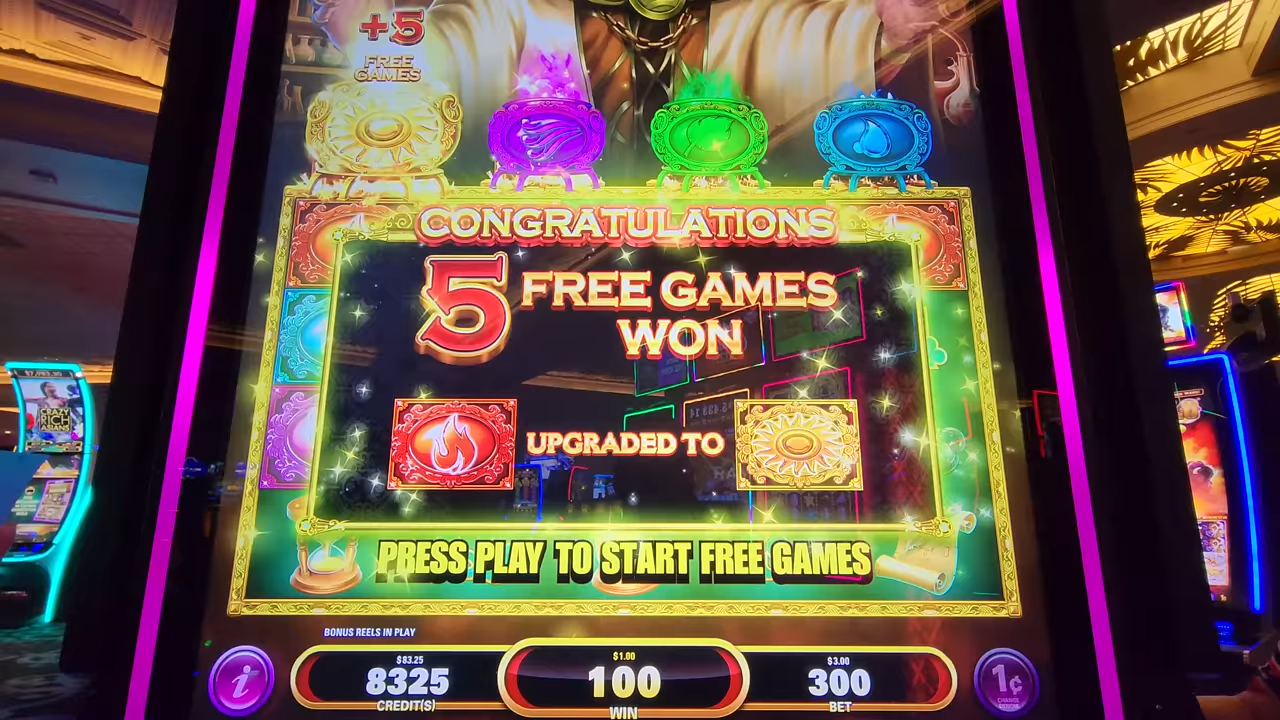 +5
FREE
GAMES
CONGRATULATIONS
5 FREE GAMES
WON
UPGRADED TO
PRESS PLAY TO START FREE GAMES
CRAZY
RICH
ASIANS
BONUS REELS IN PLAY
$83.25
8325
CREDIT(S)
$1.00
100
WIN
$3.00
300
BET
i
1¢